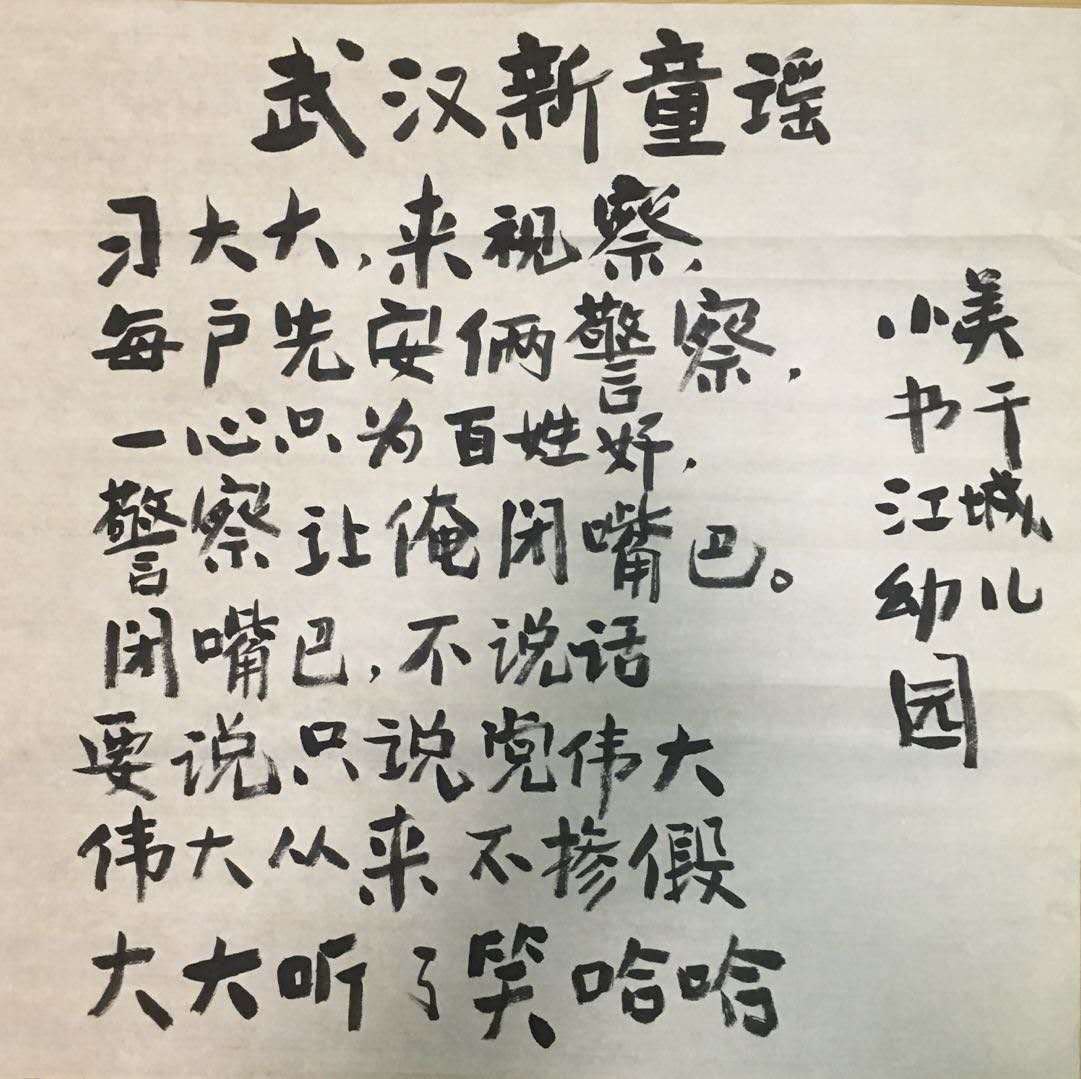 武汉新童谣
习大大,来视察,
每户先安俩警察,
一心只为百姓好,
警察让俺闭嘴巴。
闭嘴巴,不说话
要说只说党伟大
伟大从来不掺假
大大听了笑哈哈
小美
书于
江城
幼儿
园